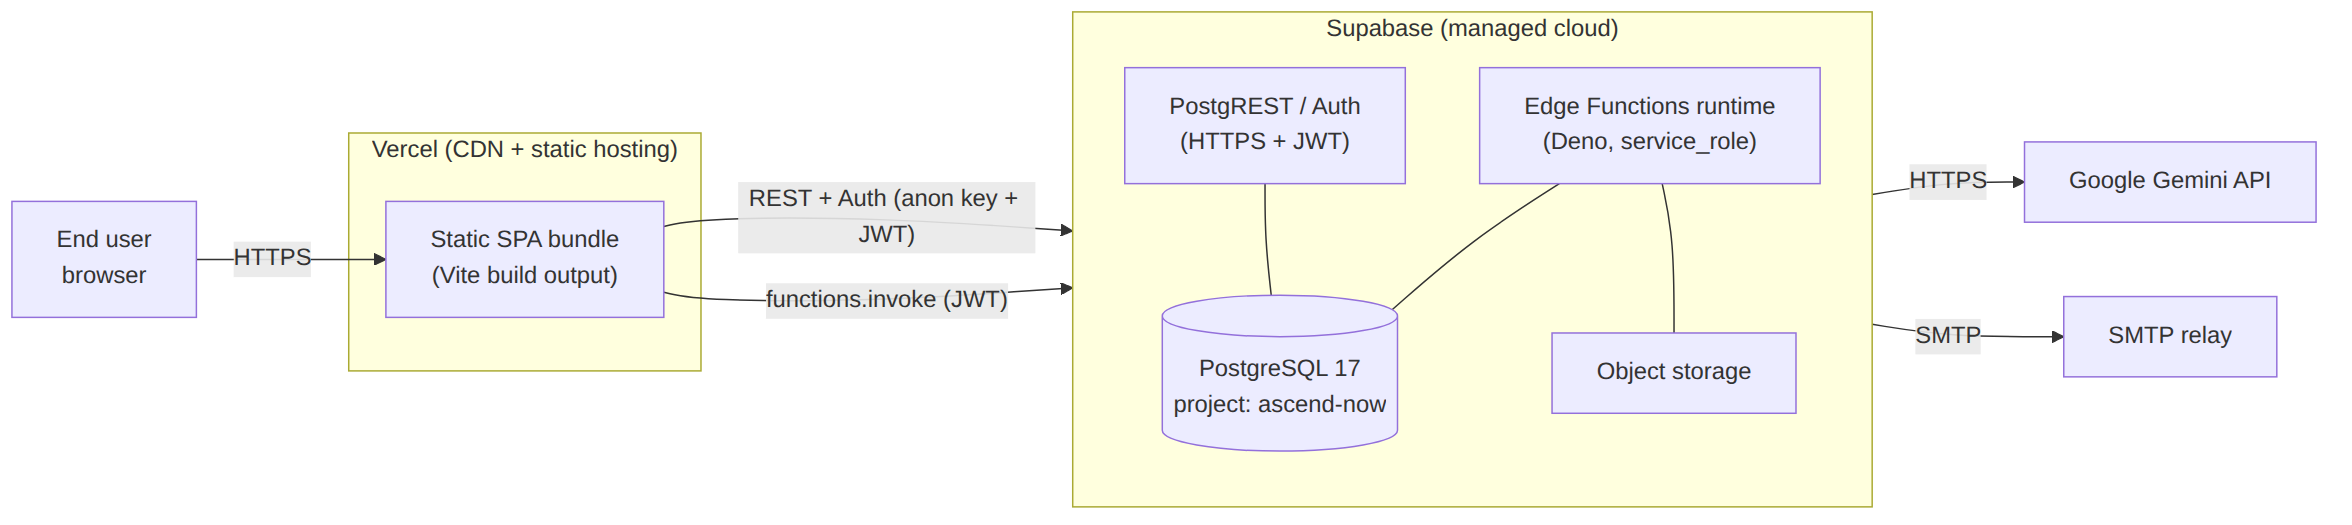 End user
browser
HTTPS
Vercel (CDN + static hosting)
Static SPA bundle
(Vite build output)
REST + Auth (anon key +
JWT)
functions.invoke (JWT)
Supabase (managed cloud)
PostgREST / Auth
(HTTPS + JWT)
Edge Functions runtime
(Deno, service_role)
PostgreSQL 17
project: ascend-now
Object storage
HTTPS
Google Gemini API
SMTP
SMTP relay